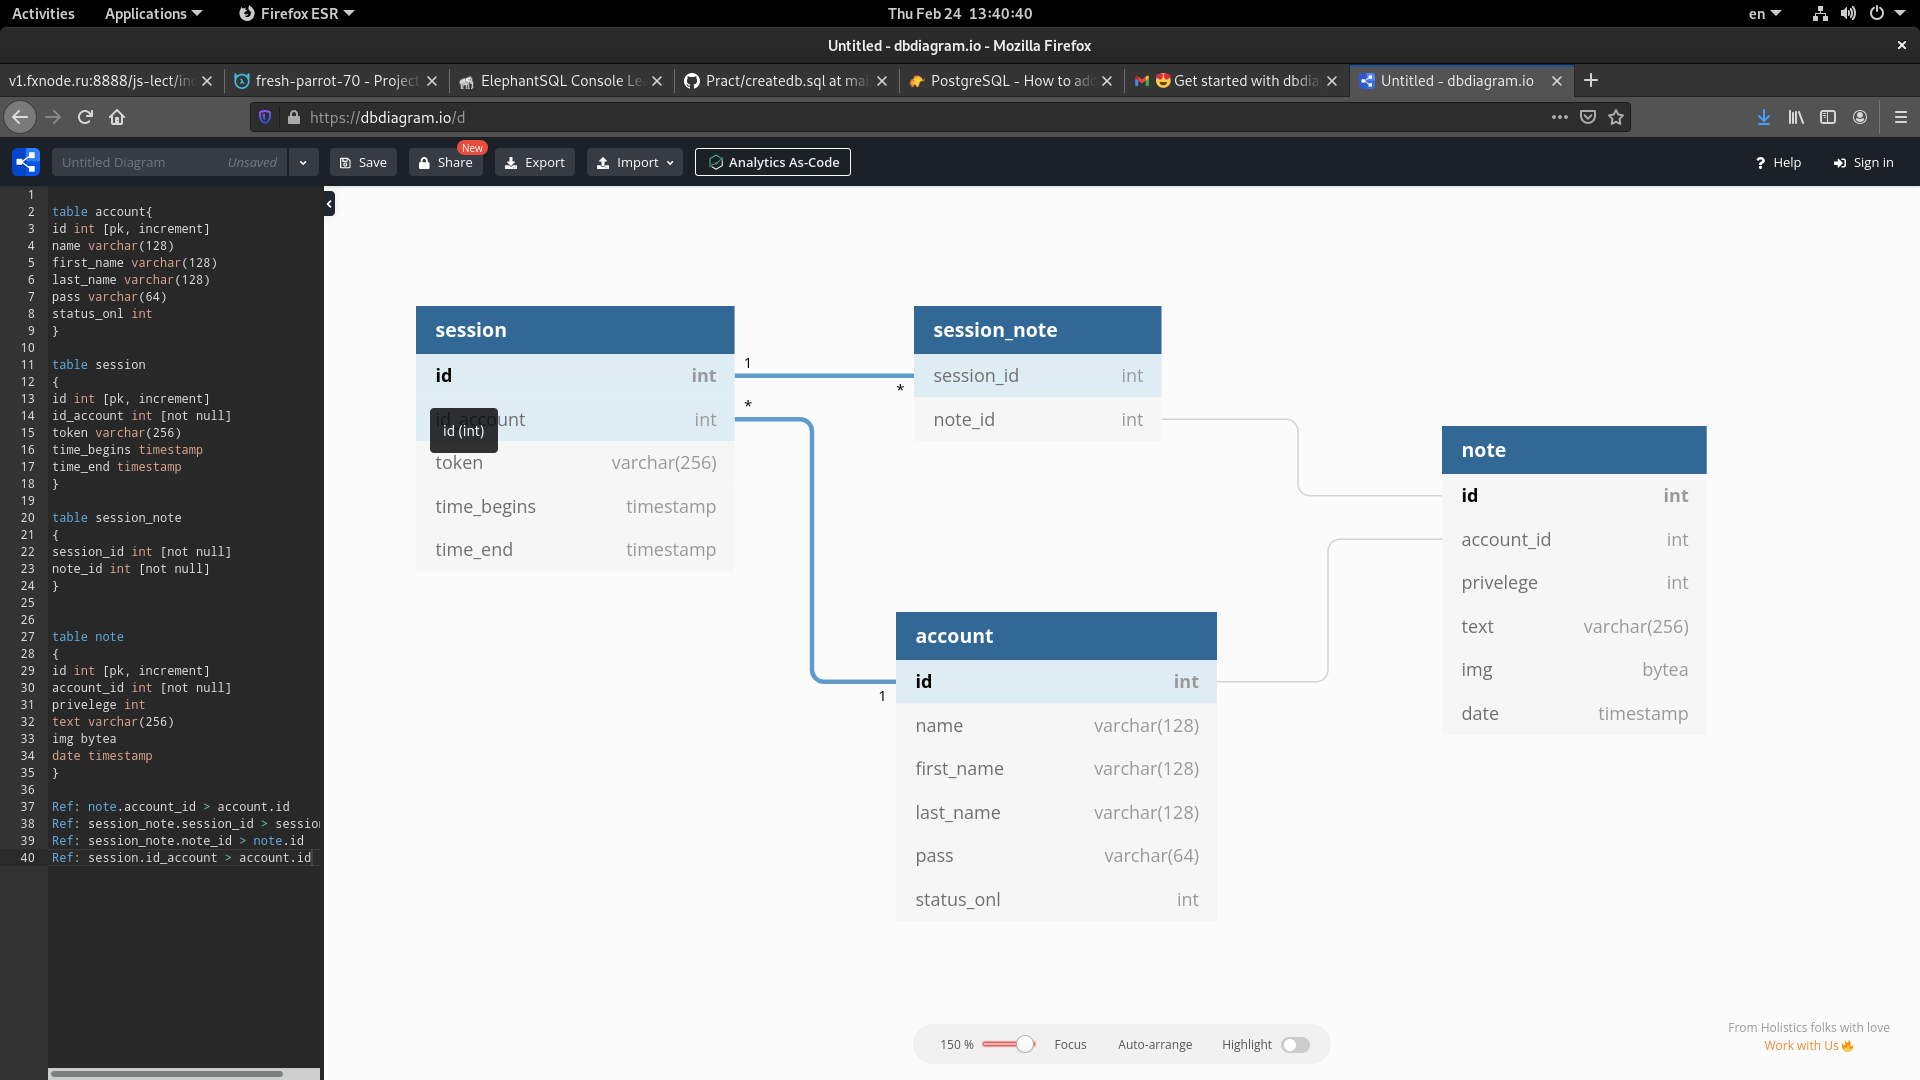 Activities Applications Firefox ESR Thu Feb 24 13:40:40 en
Untitled - dbdiagram.io - Mozilla Firefox
v1.fxnode.ru:8888/js-lect/in fresh-parrot-70 - Project ElephantSQL Console Le Pract/createdb.sql at ma PostgreSQL - How to ad Get started with dbdia Untitled - dbdiagram.io
https://dbdiagram.io/d
Untitled Diagram Unsaved Save Share New Export Import Analytics As-Code Help Sign in
1
2 table account{
3 id int [pk, increment]
4 name varchar(128)
5 first_name varchar(128)
6 last_name varchar(128)
7 pass varchar(64)
8 status_onl int
9 }
10
11 table session
12 {
13 id int [pk, increment]
14 id_account int [not null]
15 token varchar(256)
16 time_begins timestamp
17 time_end timestamp
18 }
19
20 table session_note
21 {
22 session_id int [not null]
23 note_id int [not null]
24 }
25
26
27 table note
28 {
29 id int [pk, increment]
30 account_id int [not null]
31 privelege int
32 text varchar(256)
33 img bytea
34 date timestamp
35 }
36
37 Ref: note.account_id > account.id
38 Ref: session_note.session_id > session
39 Ref: session_note.note_id > note.id
40 Ref: session.id_account > account.id
session
id int
id_account int
id (int)
token varchar(256)
time_begins timestamp
time_end timestamp
1
*
*
1
session_note
session_id int
note_id int
note
id int
account_id int
privelege int
text varchar(256)
img bytea
date timestamp
account
id int
name varchar(128)
first_name varchar(128)
last_name varchar(128)
pass varchar(64)
status_onl int
150 % Focus Auto-arrange Highlight
From Holistics folks with love
Work with Us